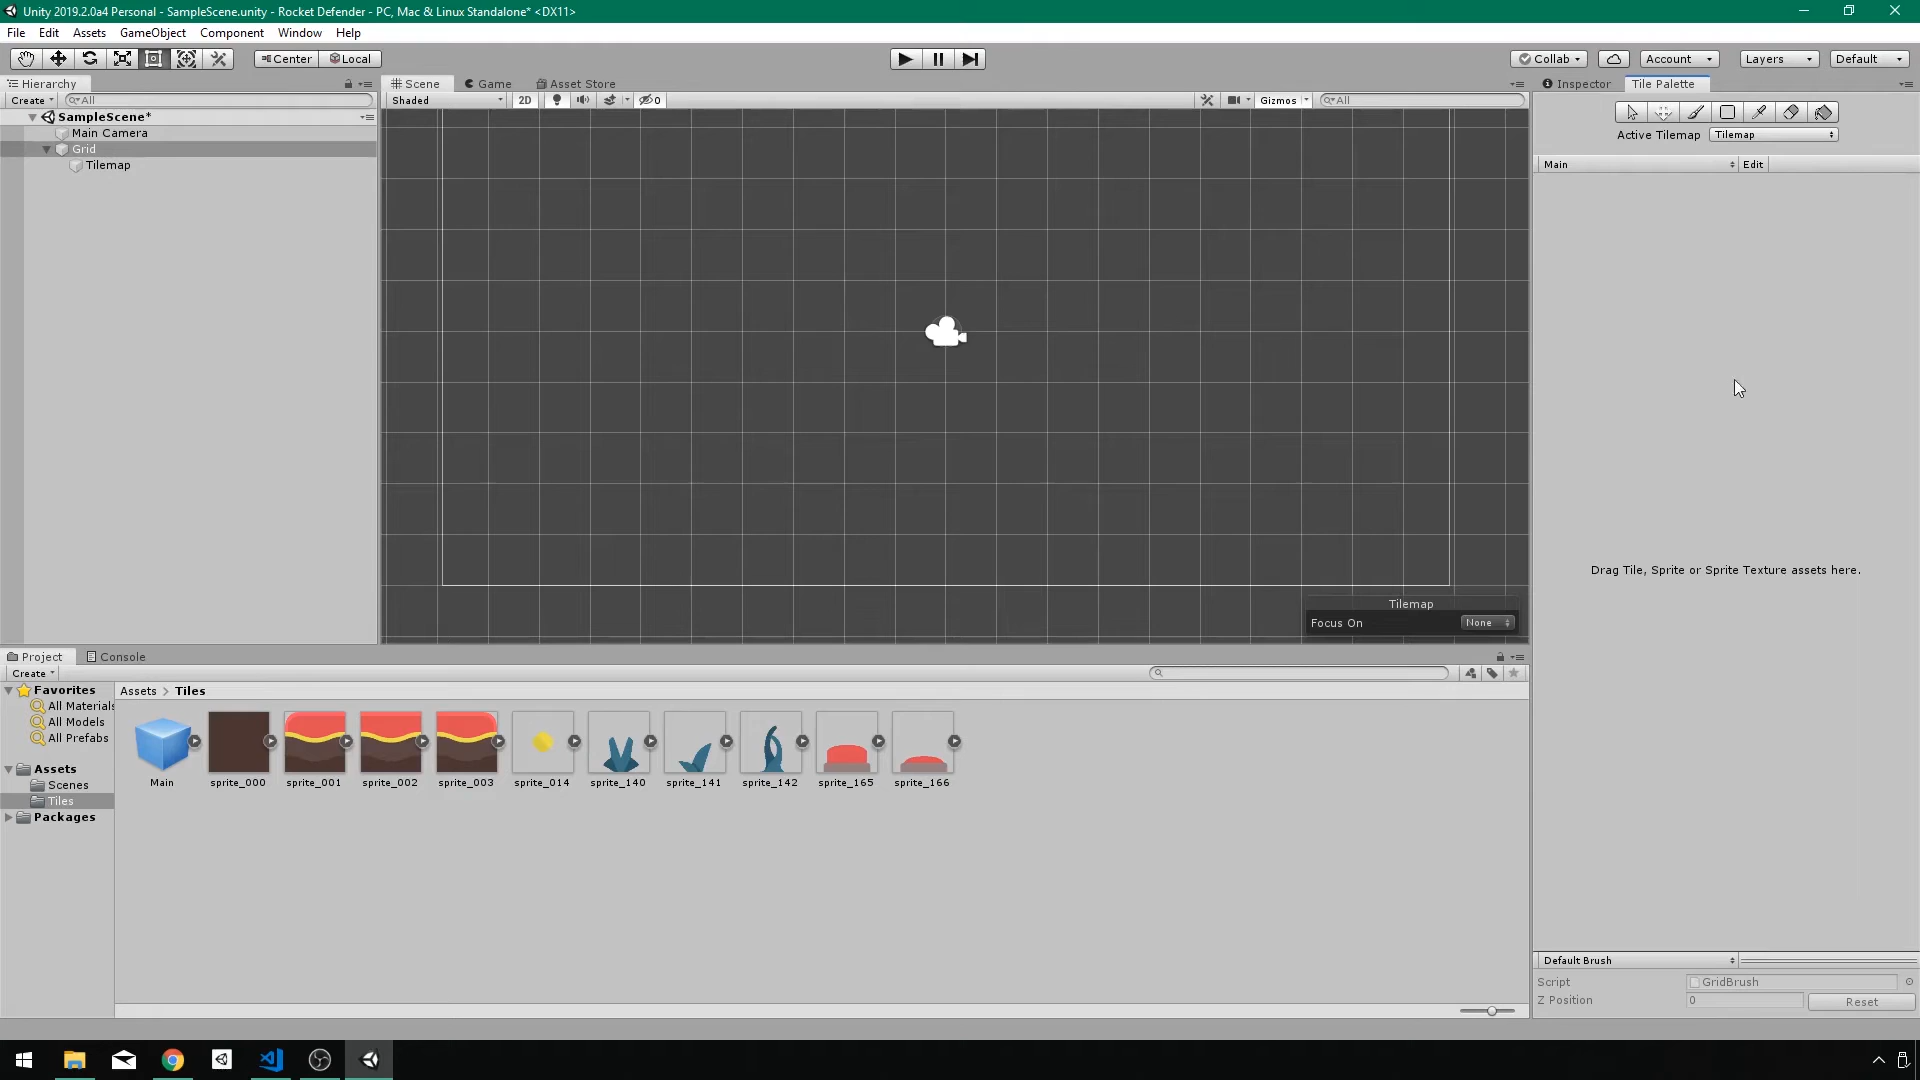 Unity 2019.2.0a4 Personal - SampleScene.unity - Rocket Defender - PC, Mac & Linux Standalone* <DX11>
File Edit Assets GameObject Component Window Help
Center Local Collab Account Layers Default
Hierarchy
Create All
SampleScene*
Main Camera
Grid
Tilemap
Scene Game Asset Store
Shaded 2D 0 Gizmos All
Tilemap
Focus On None
Inspector Tile Palette
Active Tilemap Tilemap
Main Edit
Drag Tile, Sprite or Sprite Texture assets here.
Default Brush
Script GridBrush
Z Position 0 Reset
Project Console
Create
Favorites
All Materials
All Models
All Prefabs
Assets
Scenes
Tiles
Packages
Assets > Tiles
Main sprite_000 sprite_001 sprite_002 sprite_003 sprite_014 sprite_140 sprite_141 sprite_142 sprite_165 sprite_166